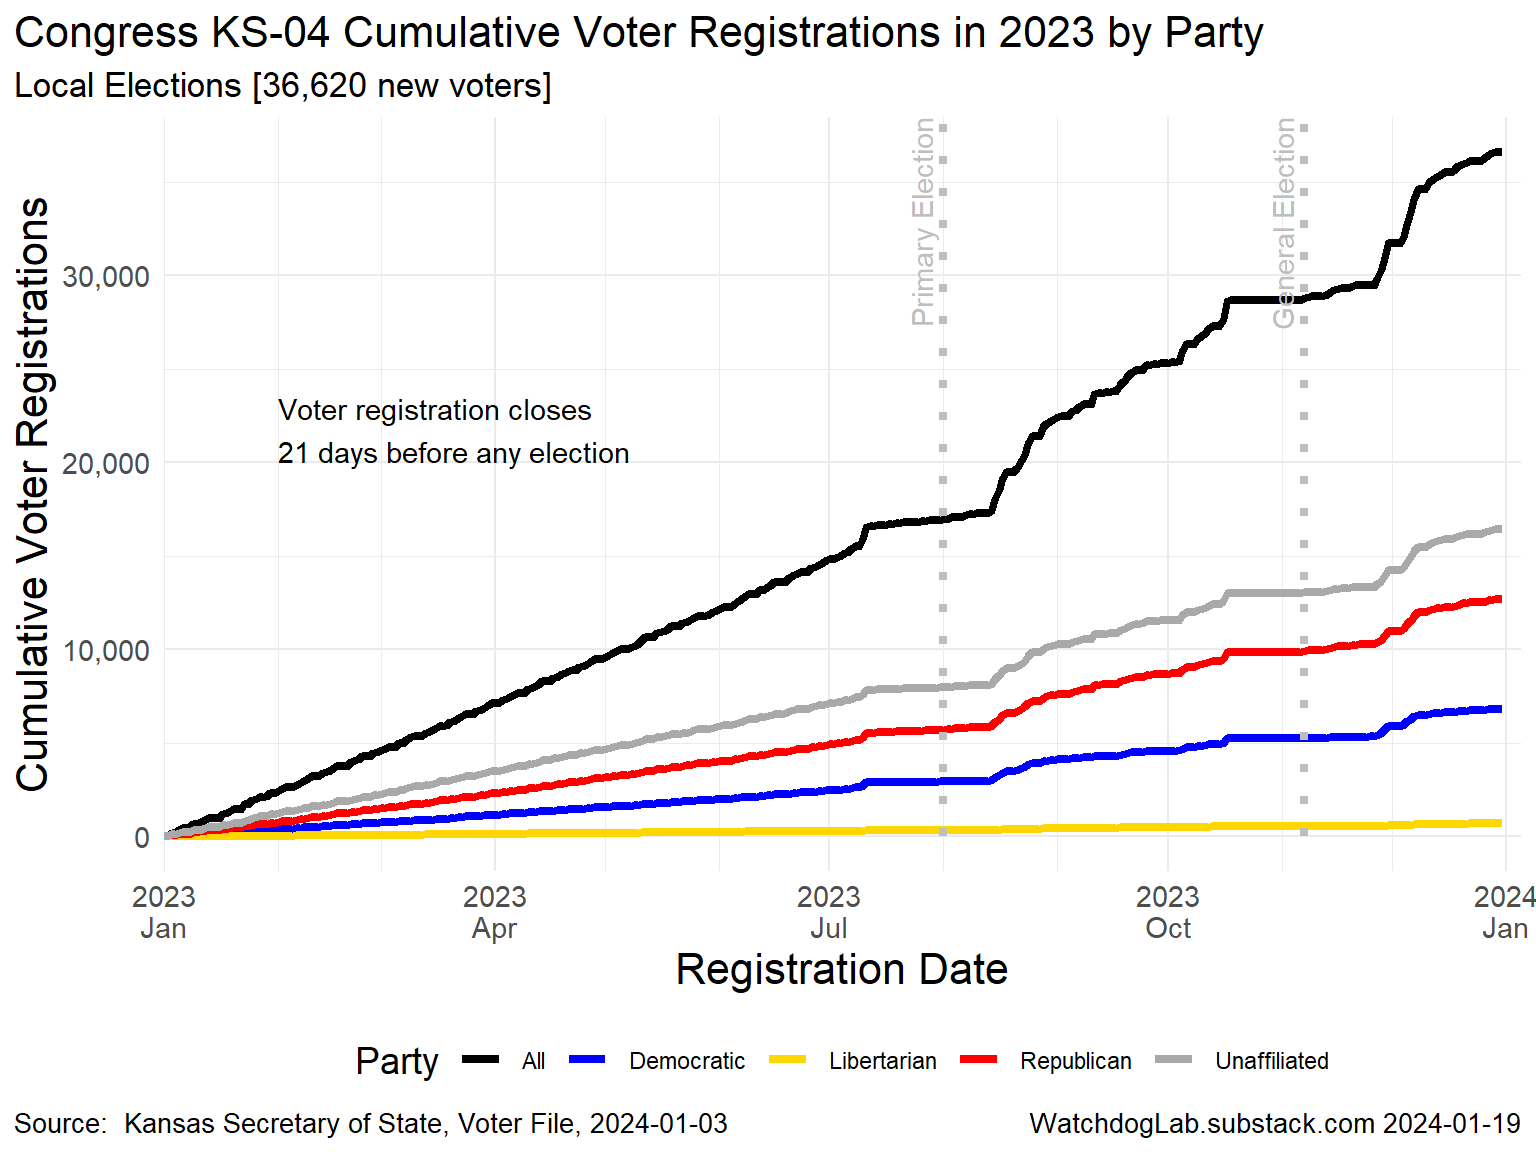 Congress KS-04 Cumulative Voter Registrations in 2023 by Party
Local Elections [36,620 new voters]
Cumulative Voter Registrations
30,000
20,000
10,000
0
Primary Election
General Election
Voter registration closes
21 days before any election
2023 2023 2023 2023 2024
Jan Apr Jul Oct Jan
Registration Date
Party All Democratic Libertarian Republican Unaffiliated
Source:  Kansas Secretary of State, Voter File, 2024-01-03
WatchdogLab.substack.com 2024-01-19